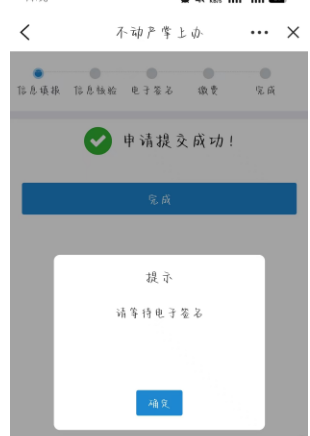 不动产掌上办
信息填报 信息核验 电子签名 缴费 完成
申请提交成功!
完成
提示
请等待电子签名
确定